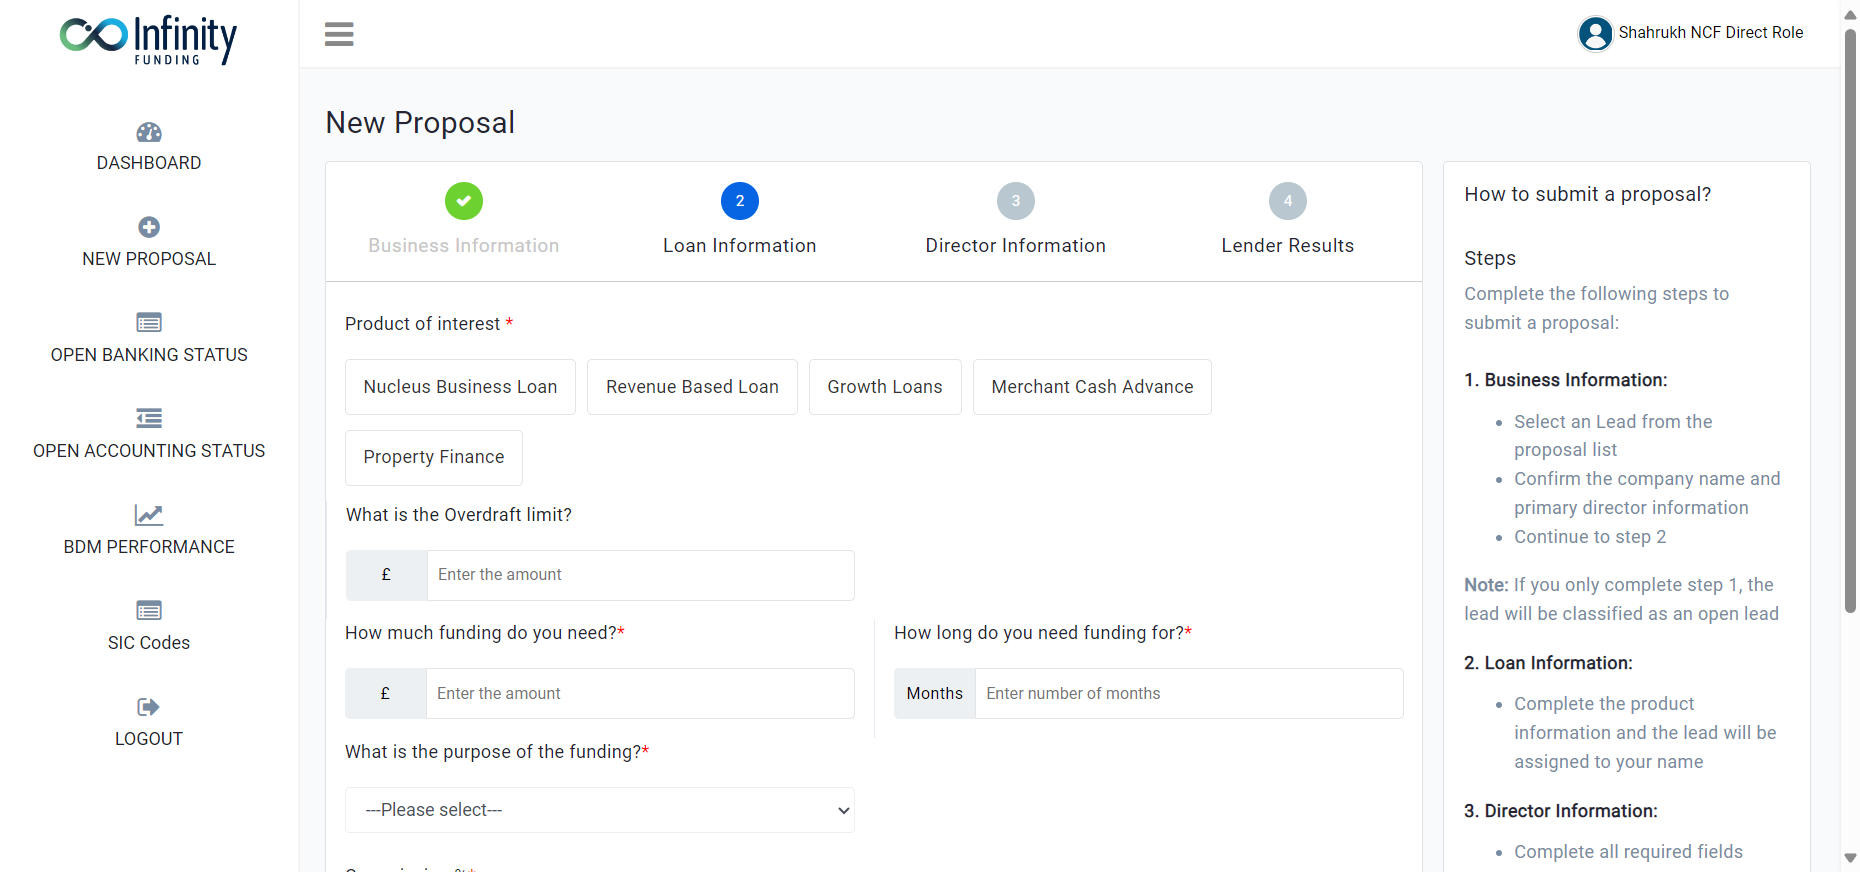 Infinity
FUNDING
Shahrukh NCF Direct Role
DASHBOARD
NEW PROPOSAL
OPEN BANKING STATUS
OPEN ACCOUNTING STATUS
BDM PERFORMANCE
SIC Codes
LOGOUT
New Proposal
2
3
4
Business Information
Loan Information
Director Information
Lender Results
Product of interest *
Nucleus Business Loan
Revenue Based Loan
Growth Loans
Merchant Cash Advance
Property Finance
What is the Overdraft limit?
£
Enter the amount
How much funding do you need?*
£
Enter the amount
How long do you need funding for?*
Months
Enter number of months
What is the purpose of the funding?*
---Please select---
How to submit a proposal?
Steps
Complete the following steps to
submit a proposal:
1. Business Information:
• Select an Lead from the
proposal list
• Confirm the company name and
primary director information
• Continue to step 2
Note: If you only complete step 1, the
lead will be classified as an open lead
2. Loan Information:
• Complete the product
information and the lead will be
assigned to your name
3. Director Information:
• Complete all required fields